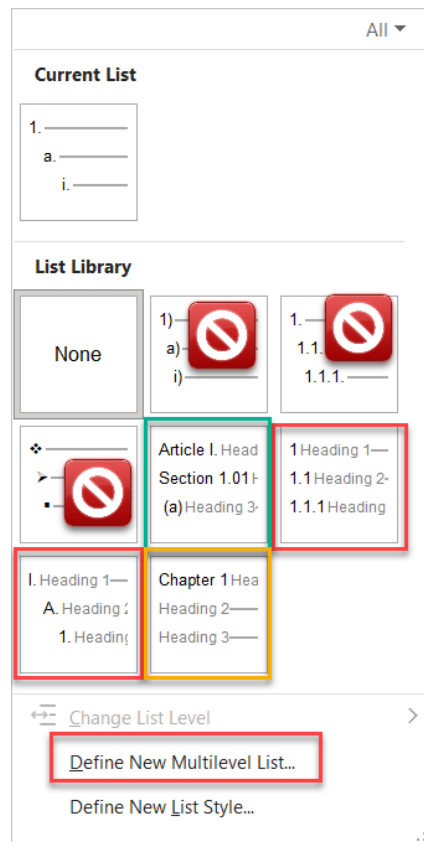 All
Current List
1.
a.
i.
List Library
None
1)
a)
i)
1.
1.1.
1.1.1.
Article I. Head
Section 1.01 H
(a) Heading 3-
1 Heading 1
1.1 Heading 2-
1.1.1 Heading
I. Heading 1
A. Heading 2
1. Heading
Chapter 1 Hea
Heading 2
Heading 3
Change List Level
Define New Multilevel List...
Define New List Style...